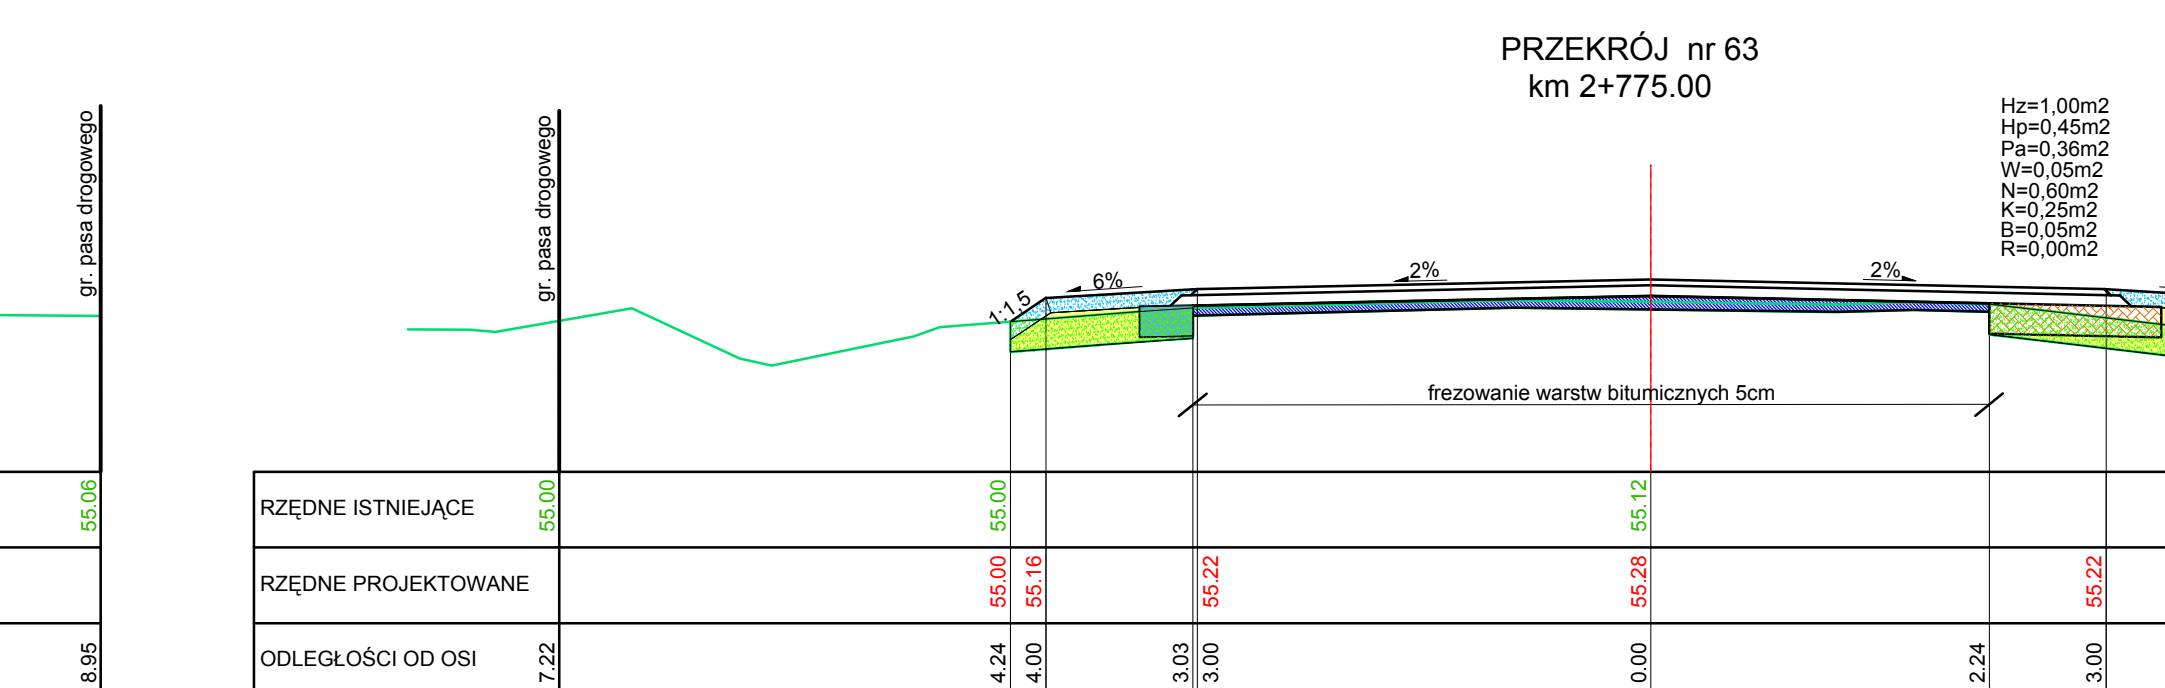 PRZEKRÓJ nr 63
km 2+775.00
Hz=1,00m2
Hp=0,45m2
Pa=0,36m2
W=0,05m2
N=0,60m2
K=0,25m2
B=0,05m2
R=0,00m2
gr. pasa drogowego
gr. pasa drogowego
1:1,5
6%
2%
2%
frezowanie warstw bitumicznych 5cm
55.06
RZĘDNE ISTNIEJĄCE
55.00
55.00
55.12
RZĘDNE PROJEKTOWANE
55.00
55.16
55.22
55.28
55.22
8.95
ODLEGŁOŚCI OD OSI
7.22
4.24
4.00
3.03
3.00
0.00
2.24
3.00